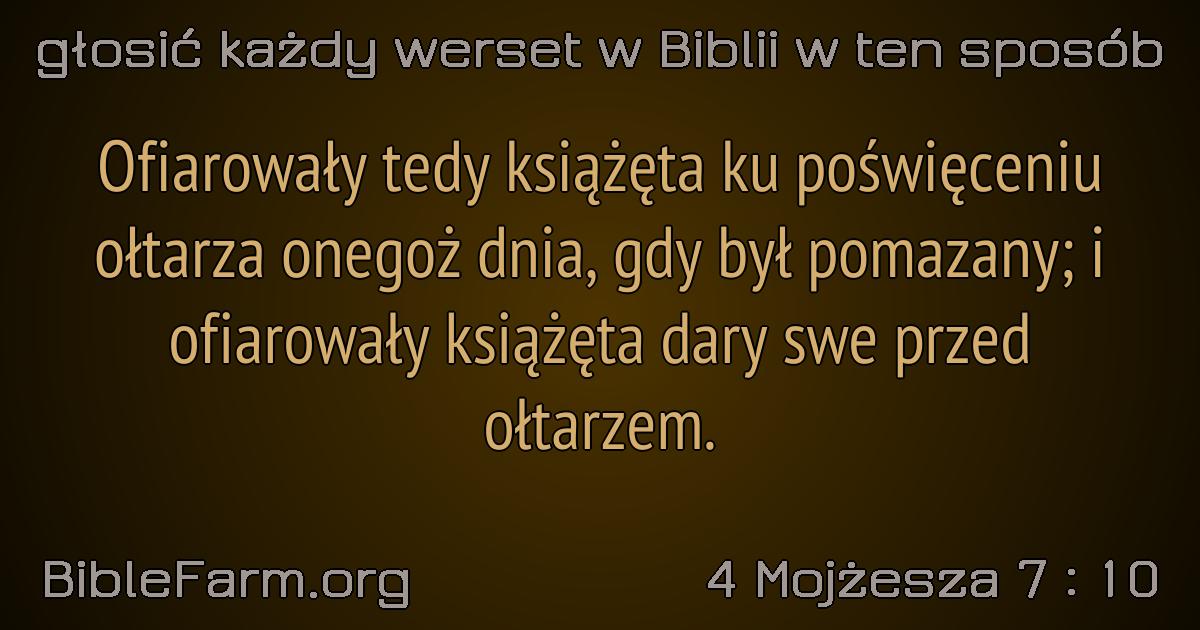 głosić każdy werset w Biblii w ten sposób
Ofiarowały tedy książęta ku poświęceniu
ołtarza onegoż dnia, gdy był pomazany; i
ofiarowały książęta dary swe przed
ołtarzem.
BibleFarm.org
4 Mojżesza 7 : 10